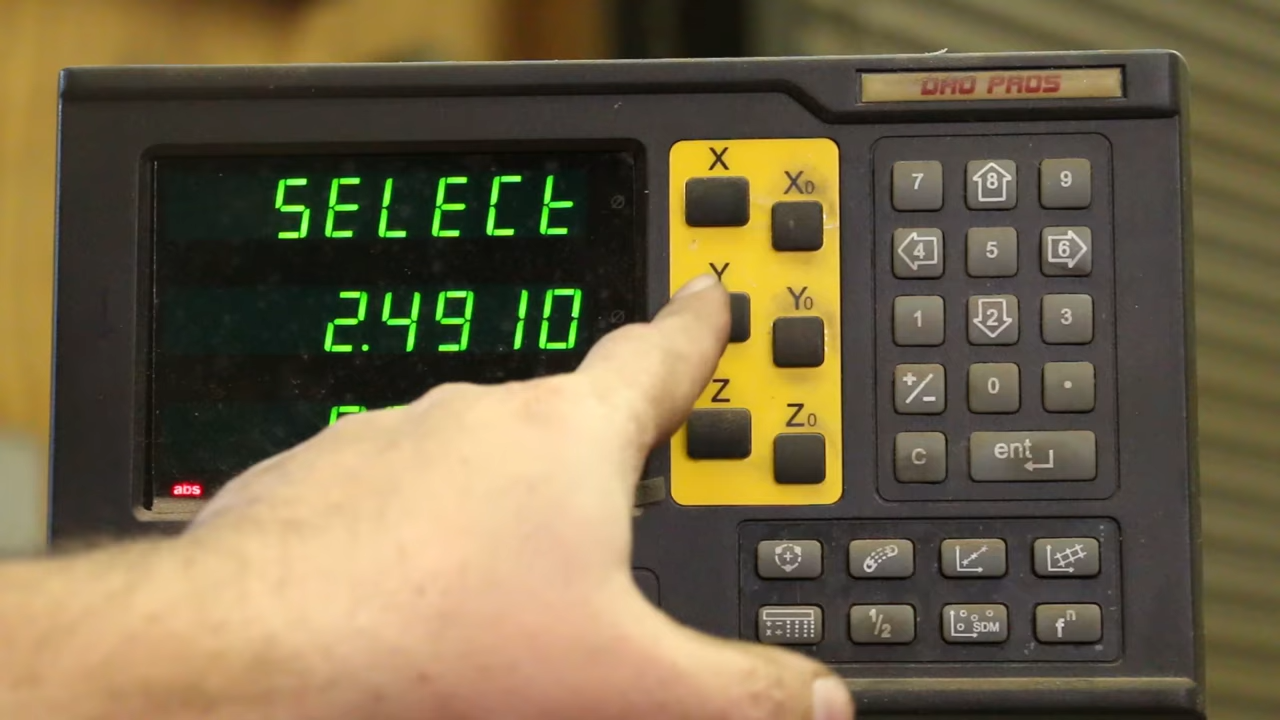 DRO PROS
SELECt
2.4910
abs
X
X0
Y
Y0
Z
Z0
7 8 9
4 5 6
1 2 3
+/- 0 .
C ent
1/2 SDM fn